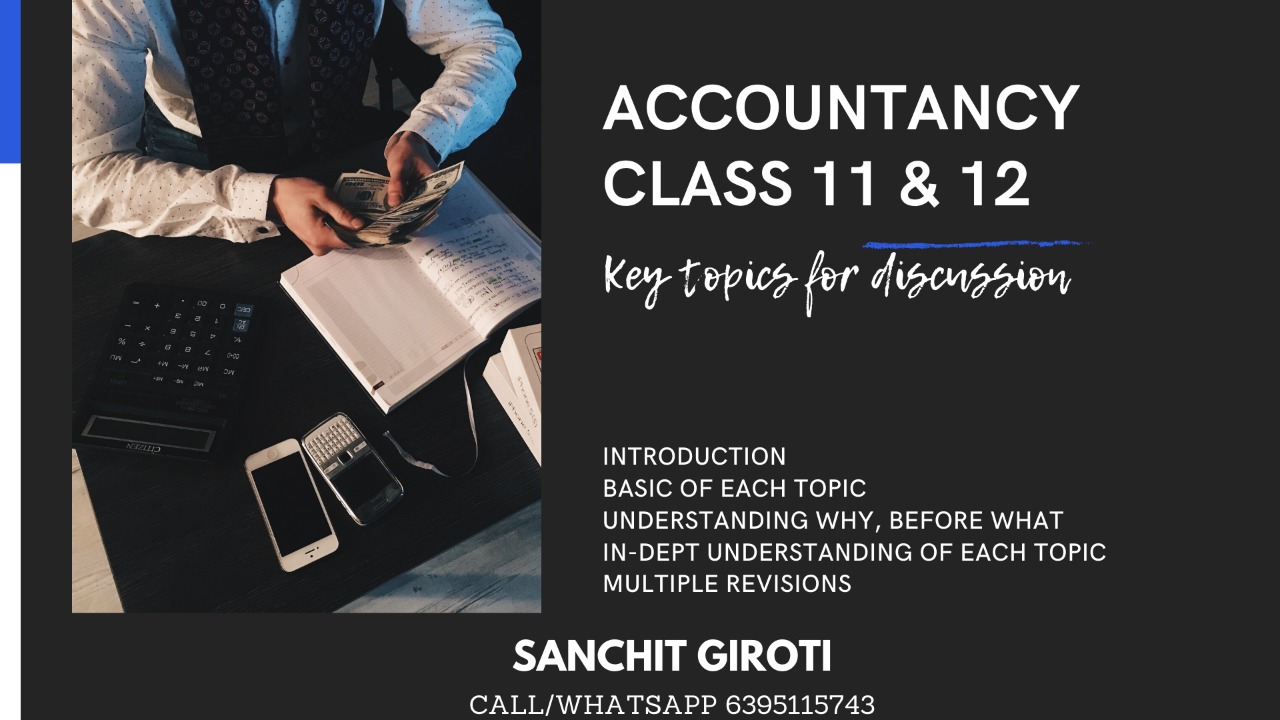 ACCOUNTANCY
CLASS 11 & 12
Key topics for discussion
INTRODUCTION
BASIC OF EACH TOPIC
UNDERSTANDING WHY, BEFORE WHAT
IN-DEPT UNDERSTANDING OF EACH TOPIC
MULTIPLE REVISIONS
SANCHIT GIROTI
CALL/WHATSAPP 6395115743
CITIZEN